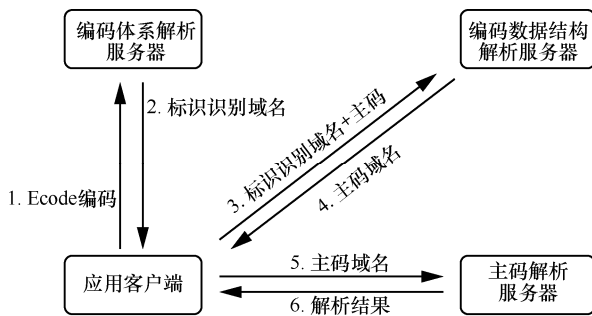 编码体系解析
服务器
编码数据结构
解析服务器
2. 标识识别域名
1. Ecode编码
3. 标识识别域名+主码
4. 主码域名
应用客户端
5. 主码域名
6. 解析结果
主码解析
服务器